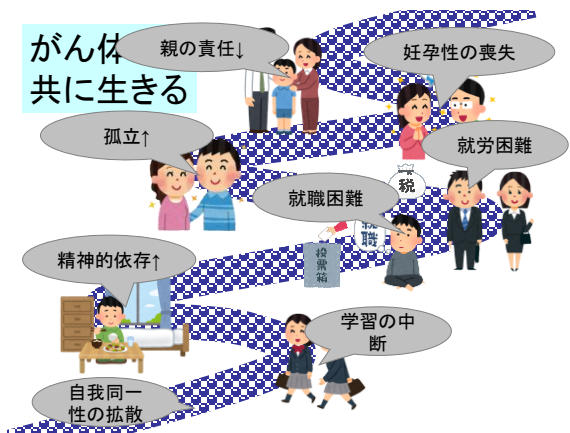 がん体
共に生きる
親の責任↓
妊孕性の喪失
孤立↑
就労困難
税
就職困難
職
投票箱
精神的依存↑
学習の中
断
自我同一
性の拡散